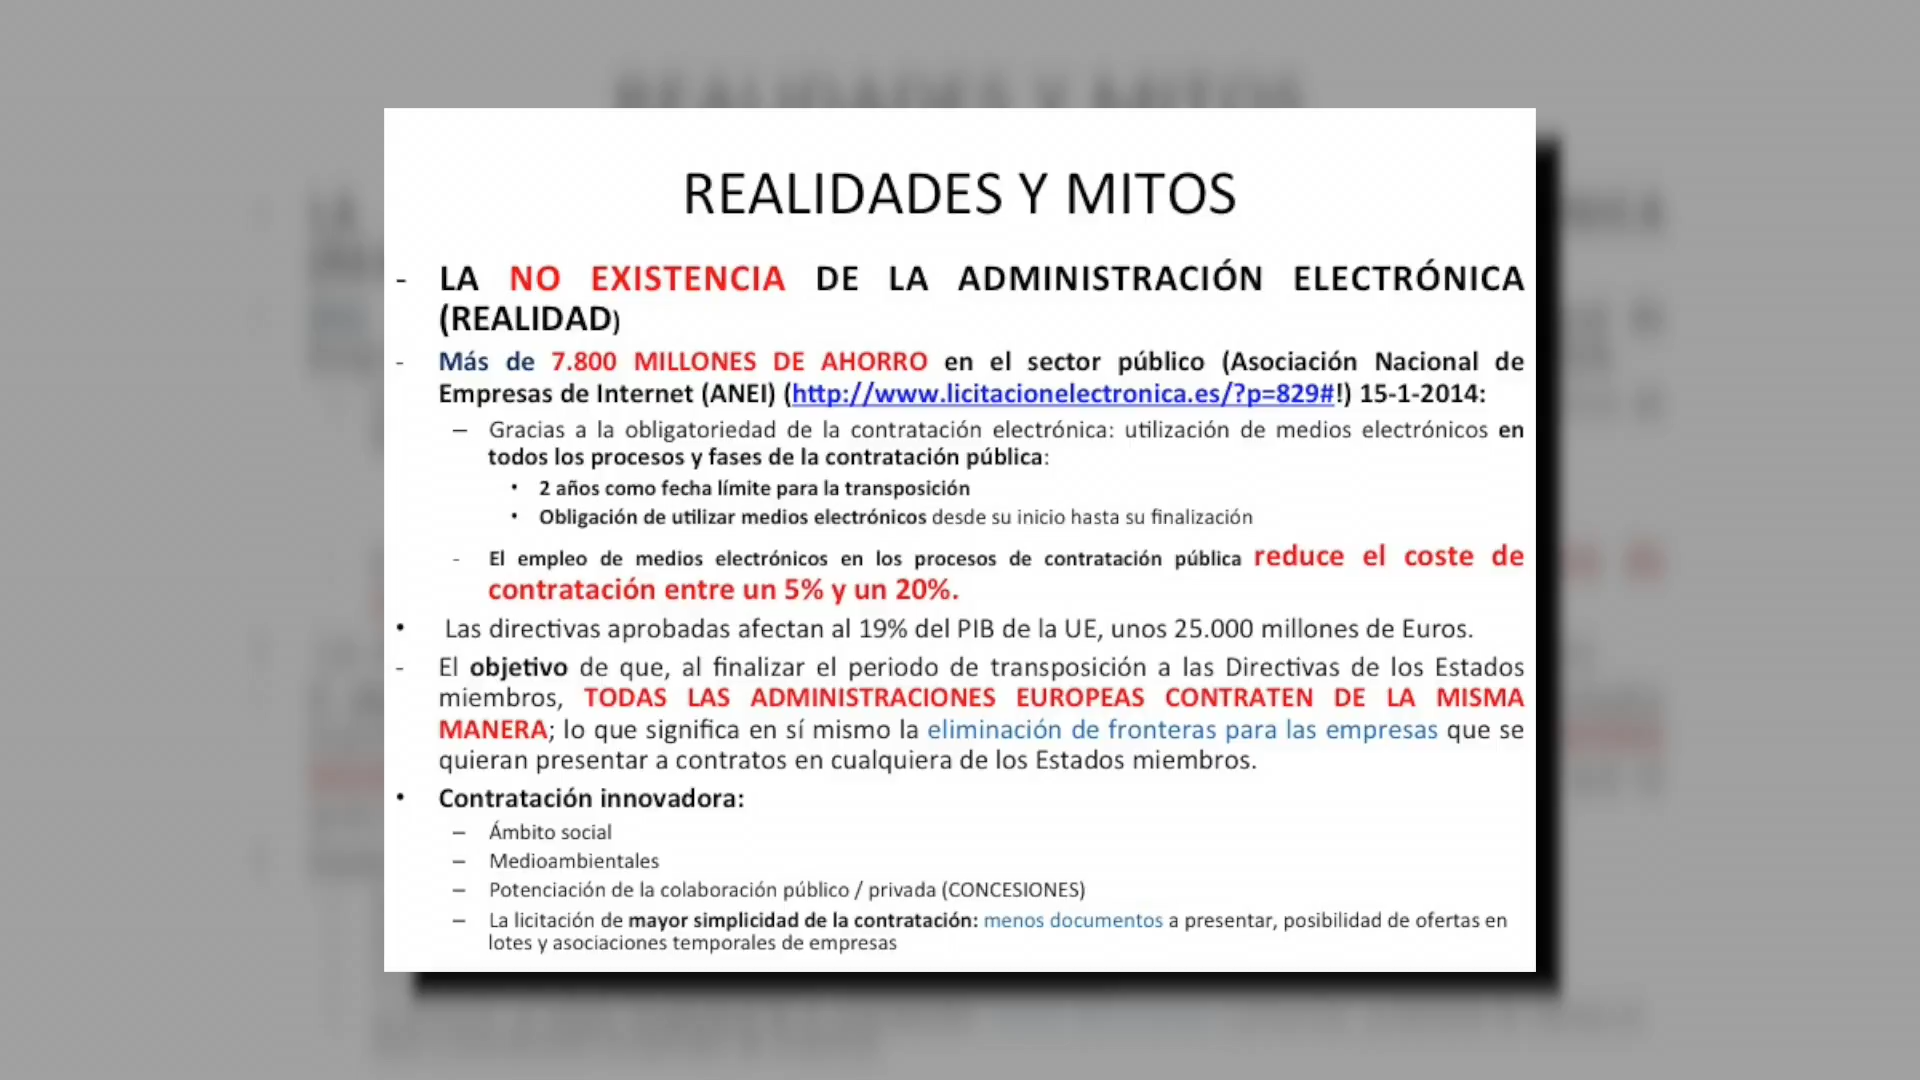 REALIDADES Y MITOS
- LA NO EXISTENCIA DE LA ADMINISTRACIÓN ELECTRÓNICA
(REALIDAD)
- Más de 7.800 MILLONES DE AHORRO en el sector público (Asociación Nacional de
Empresas de Internet (ANEI) (http://www.licitacionelectronica.es/?p=829#!) 15-1-2014:
– Gracias a la obligatoriedad de la contratación electrónica: utilización de medios electrónicos en
todos los procesos y fases de la contratación pública:
• 2 años como fecha límite para la transposición
• Obligación de utilizar medios electrónicos desde su inicio hasta su finalización
- El empleo de medios electrónicos en los procesos de contratación pública reduce el coste de
contratación entre un 5% y un 20%.
• Las directivas aprobadas afectan al 19% del PIB de la UE, unos 25.000 millones de Euros.
- El objetivo de que, al finalizar el periodo de transposición a las Directivas de los Estados
miembros, TODAS LAS ADMINISTRACIONES EUROPEAS CONTRATEN DE LA MISMA
MANERA; lo que significa en sí mismo la eliminación de fronteras para las empresas que se
quieran presentar a contratos en cualquiera de los Estados miembros.
• Contratación innovadora:
– Ámbito social
– Medioambientales
– Potenciación de la colaboración público / privada (CONCESIONES)
– La licitación de mayor simplicidad de la contratación: menos documentos a presentar, posibilidad de ofertas en
lotes y asociaciones temporales de empresas